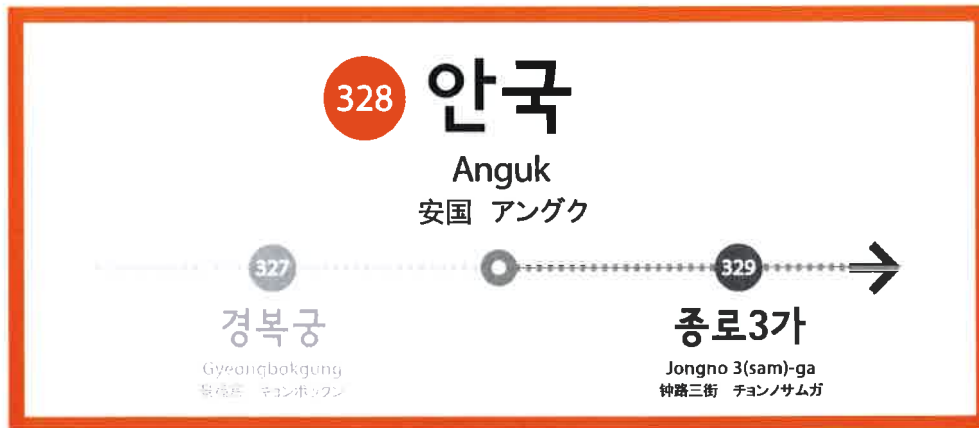 328 안국
Anguk
安国 アングク
327
329
경복궁
종로3가
Gyeongbokgung
Jongno 3(sam)-ga
钟路三街 チョンノサムガ